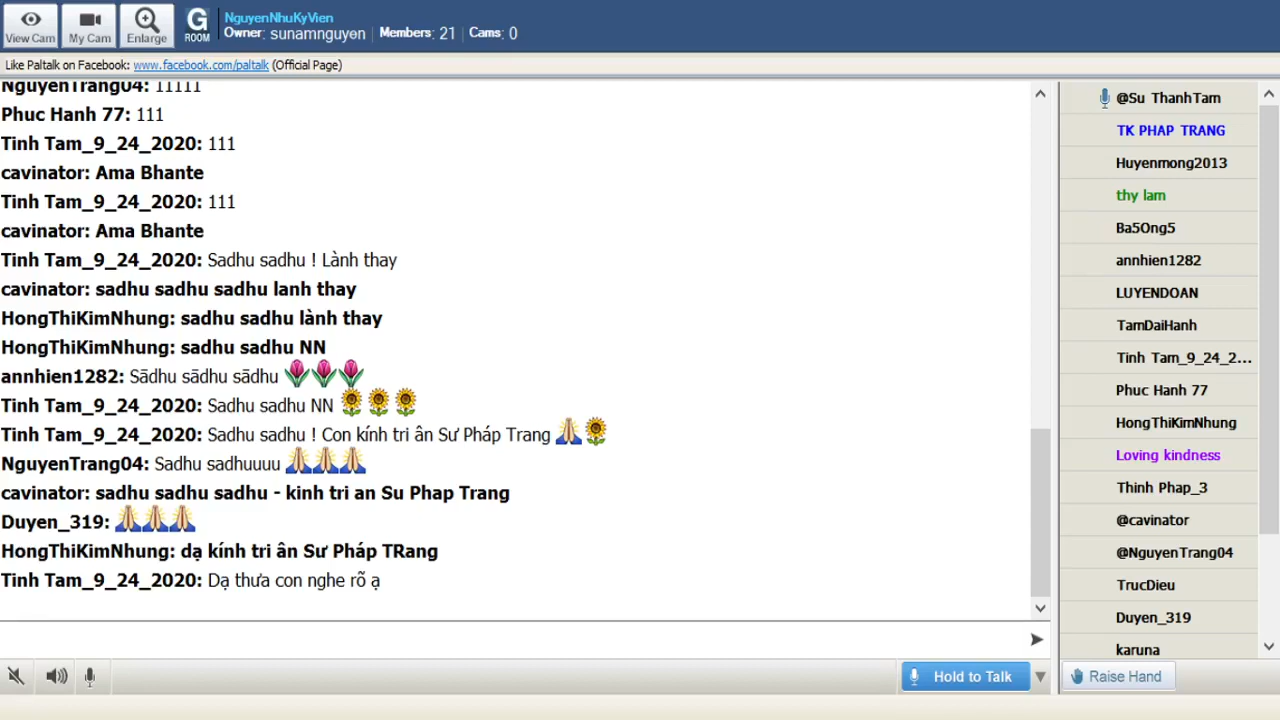 View Cam
My Cam
Enlarge
G
ROOM
NguyenNhuKyVien
Owner: sunamnguyen | Members: 21 | Cams: 0
Like Paltalk on Facebook: www.facebook.com/paltalk (Official Page)
NguyenTrang04: 11111
Phuc Hanh 77: 111
Tinh Tam_9_24_2020: 111
cavinator: Ama Bhante
Tinh Tam_9_24_2020: 111
cavinator: Ama Bhante
Tinh Tam_9_24_2020: Sadhu sadhu ! Lành thay
cavinator: sadhu sadhu sadhu lanh thay
HongThiKimNhung: sadhu sadhu lành thay
HongThiKimNhung: sadhu sadhu NN
annhien1282: Sādhu sādhu sādhu
Tinh Tam_9_24_2020: Sadhu sadhu NN
Tinh Tam_9_24_2020: Sadhu sadhu ! Con kính tri ân Sư Pháp Trang
NguyenTrang04: Sadhu sadhuuuu
cavinator: sadhu sadhu sadhu - kinh tri an Su Phap Trang
Duyen_319:
HongThiKimNhung: dạ kính tri ân Sư Pháp TRang
Tinh Tam_9_24_2020: Dạ thưa con nghe rõ ạ
Hold to Talk
@Su ThanhTam
TK PHAP TRANG
Huyenmong2013
thy lam
Ba5Ong5
annhien1282
LUYENDOAN
TamDaiHanh
Tinh Tam_9_24_2...
Phuc Hanh 77
HongThiKimNhung
Loving kindness
Thinh Phap_3
@cavinator
@NguyenTrang04
TrucDieu
Duyen_319
karuna
Raise Hand